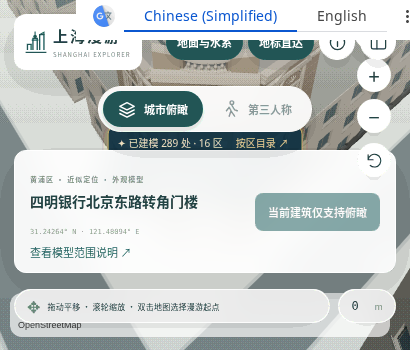 Chinese (Simplified) English
上海漫游
SHANGHAI EXPLORER
地面与水系 地标直达
城市俯瞰 第三人称
✦ 已建模 289 处 · 16 区 按区目录 ↗
黄浦区 · 近似定位 · 外观模型
四明银行北京东路转角门楼
31.24264° N · 121.48094° E
当前建筑仅支持俯瞰
查看模型范围说明 ↗
拖动平移 · 滚轮缩放 · 双击地图选择漫游起点
0 m
OpenStreetMap